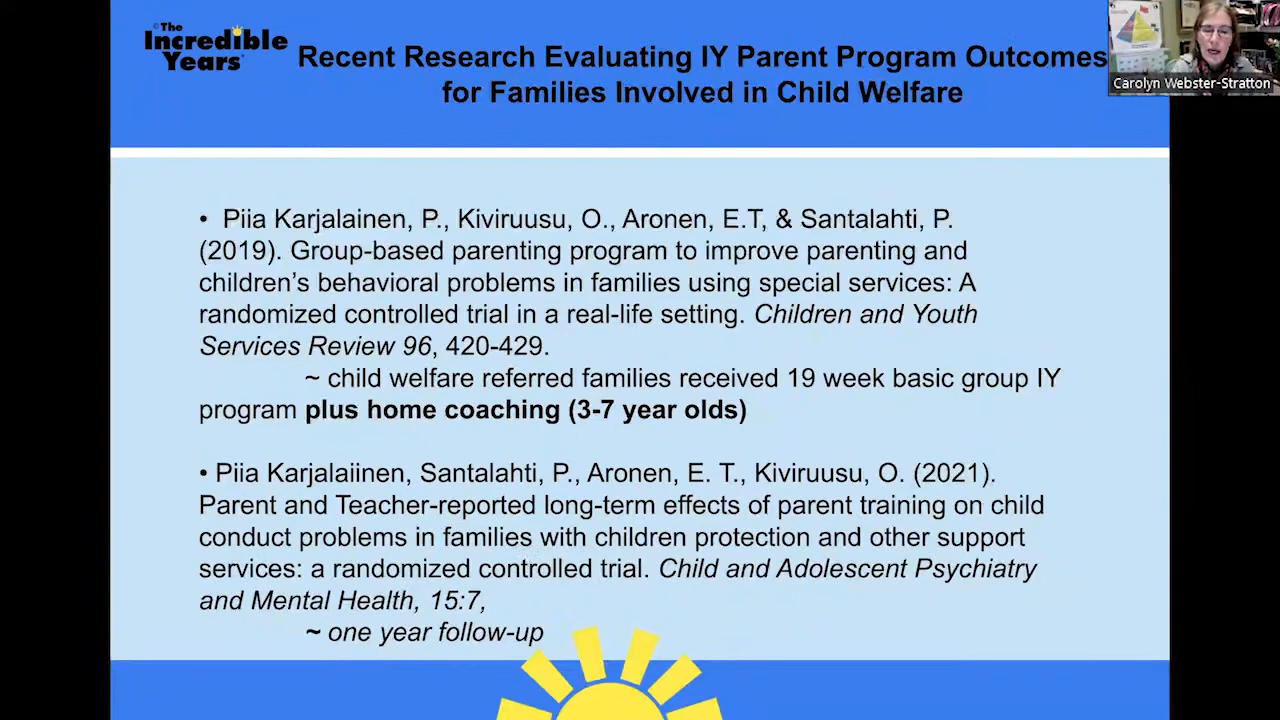 ©The
Incredible
Years®
Recent Research Evaluating IY Parent Program Outcomes
for Families Involved in Child Welfare
Carolyn Webster-Stratton
• Piia Karjalainen, P., Kiviruusu, O., Aronen, E.T, & Santalahti, P.
(2019). Group-based parenting program to improve parenting and
children’s behavioral problems in families using special services: A
randomized controlled trial in a real-life setting. Children and Youth
Services Review 96, 420-429.
~ child welfare referred families received 19 week basic group IY
program plus home coaching (3-7 year olds)
• Piia Karjalaiinen, Santalahti, P., Aronen, E. T., Kiviruusu, O. (2021).
Parent and Teacher-reported long-term effects of parent training on child
conduct problems in families with children protection and other support
services: a randomized controlled trial. Child and Adolescent Psychiatry
and Mental Health, 15:7,
~ one year follow-up